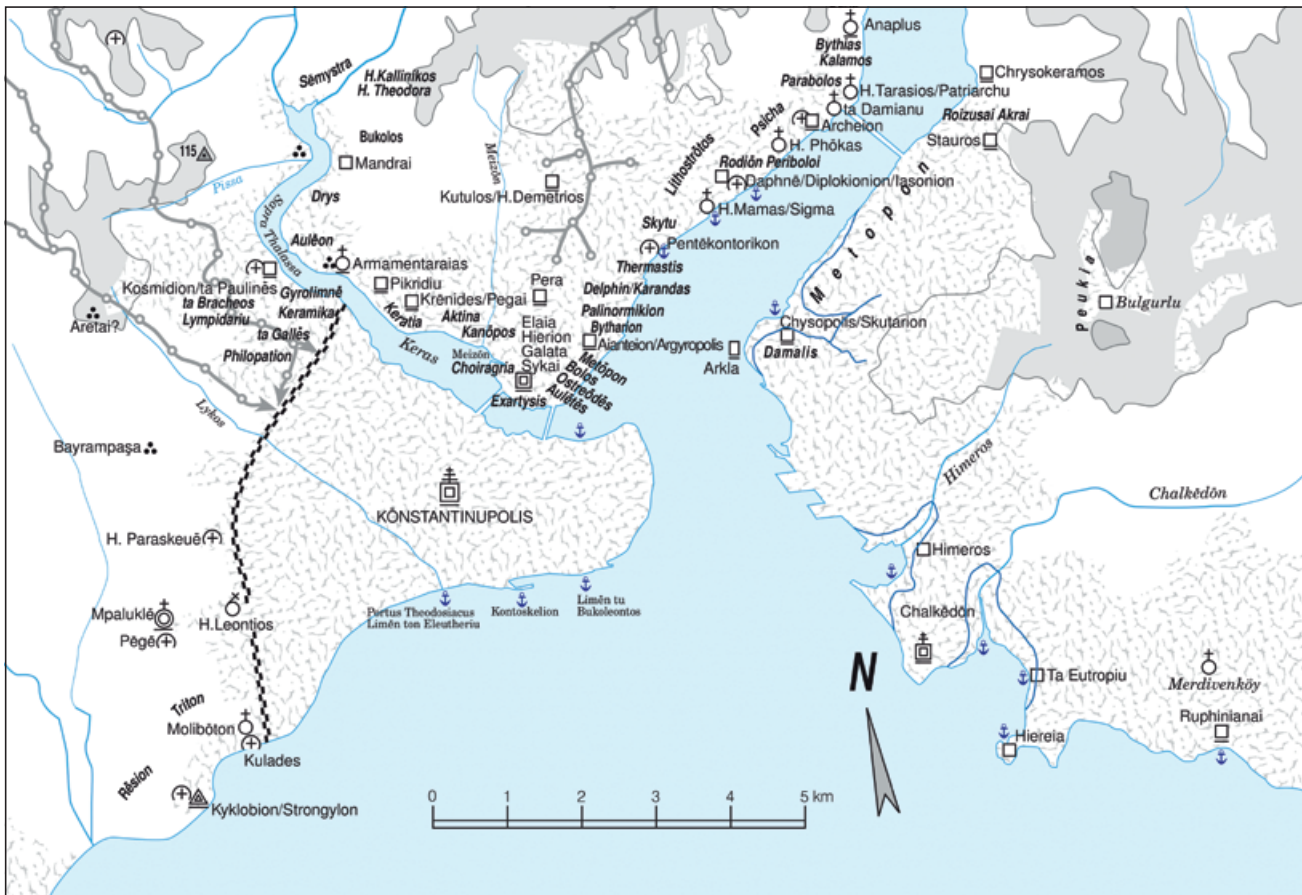 Anaplus
Bythias
Kalamos
Sēmystra
H.Kallinikos
H. Theodora
Parabolos
Chrysokeramos
H.Tarasios/Patriarchu
ta Damianu
Psicha
Archeion
Roizusai Akrai
Stauros
Bukolos
115
Mandrai
Meizōn
H. Phōkas
Lithostrōtos
Rodiōn Periboloi
Daphnē/Diplokionion/Iasonion
Pissa
Drys
Kutulos/H.Demetrios
H.Mamas/Sigma
Metopon
Sapra Thalassa
Skytu
Pentēkontorikon
Aulēon
Armamentaraias
Thermastis
Kosmidion/ta Paulinēs
Pikridiu
Pera
Delphin/Karandas
Peukia
Bulgurlu
ta Bracheos
Lympidariu
Gyrolimnē
Keramika
Krēnides/Pegai
Keratia
Aktina
Kanōpos
Palinormikon
Bytharion
Aretai?
ta Gallēs
Philopation
Elaia
Hierion
Galata
Sykai
Aianteion/Argyropolis
Chysopolis/Skutarion
Damalis
Arkla
Keras
Meizōn
Choiragria
Metōpon
Bolos
Ostreōdēs
Aulētēs
Exartysis
Lykos
Bayrampaşa
Himeros
Chalkēdōn
KŌNSTANTINUPOLIS
H. Paraskeuē
Himeros
Mpaluklē
H.Leontios
Pēgē
Portus Theodosiacus
Limēn ton Eleutheriu
Kontoskelion
Limēn tu
Bukoleontos
Chalkēdōn
N
Ta Eutropiu
Merdivenköy
Triton
Molibōton
Ruphinianai
Hiereia
Kulades
Rēsion
Kyklobion/Strongylon
0 1 2 3 4 5 km